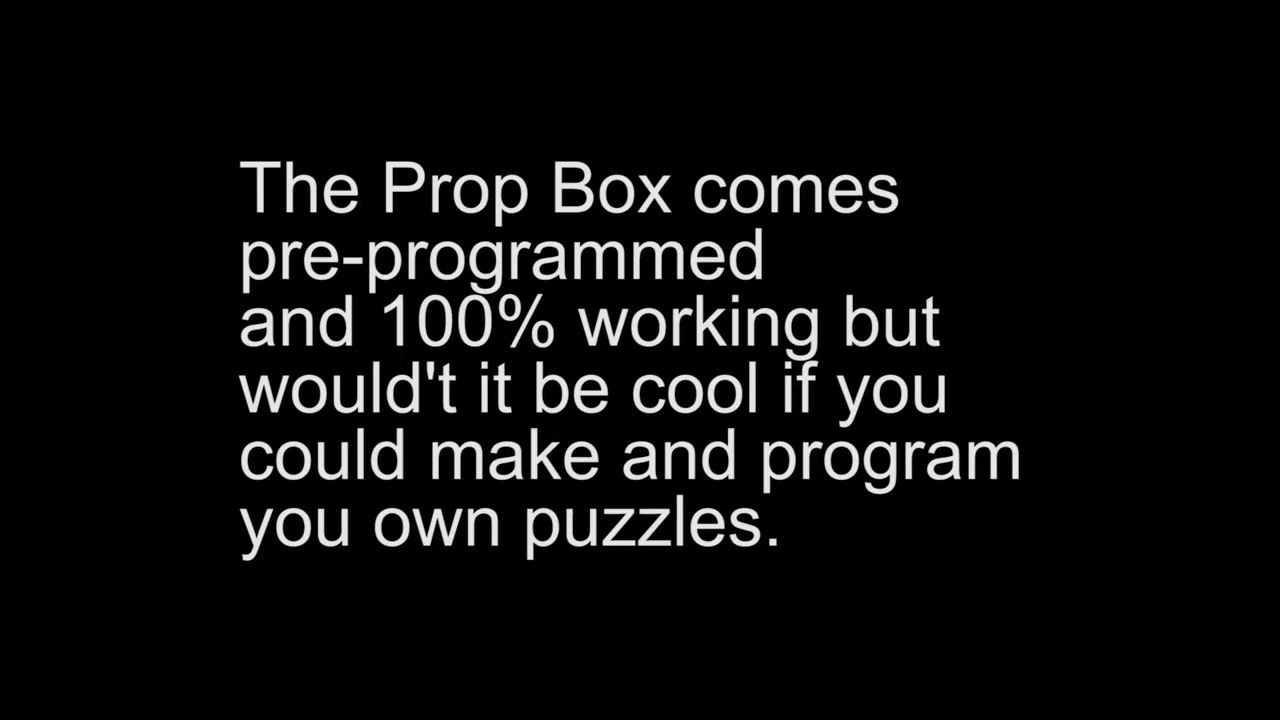 The Prop Box comes
pre-programmed
and 100% working but
would't it be cool if you
could make and program
you own puzzles.